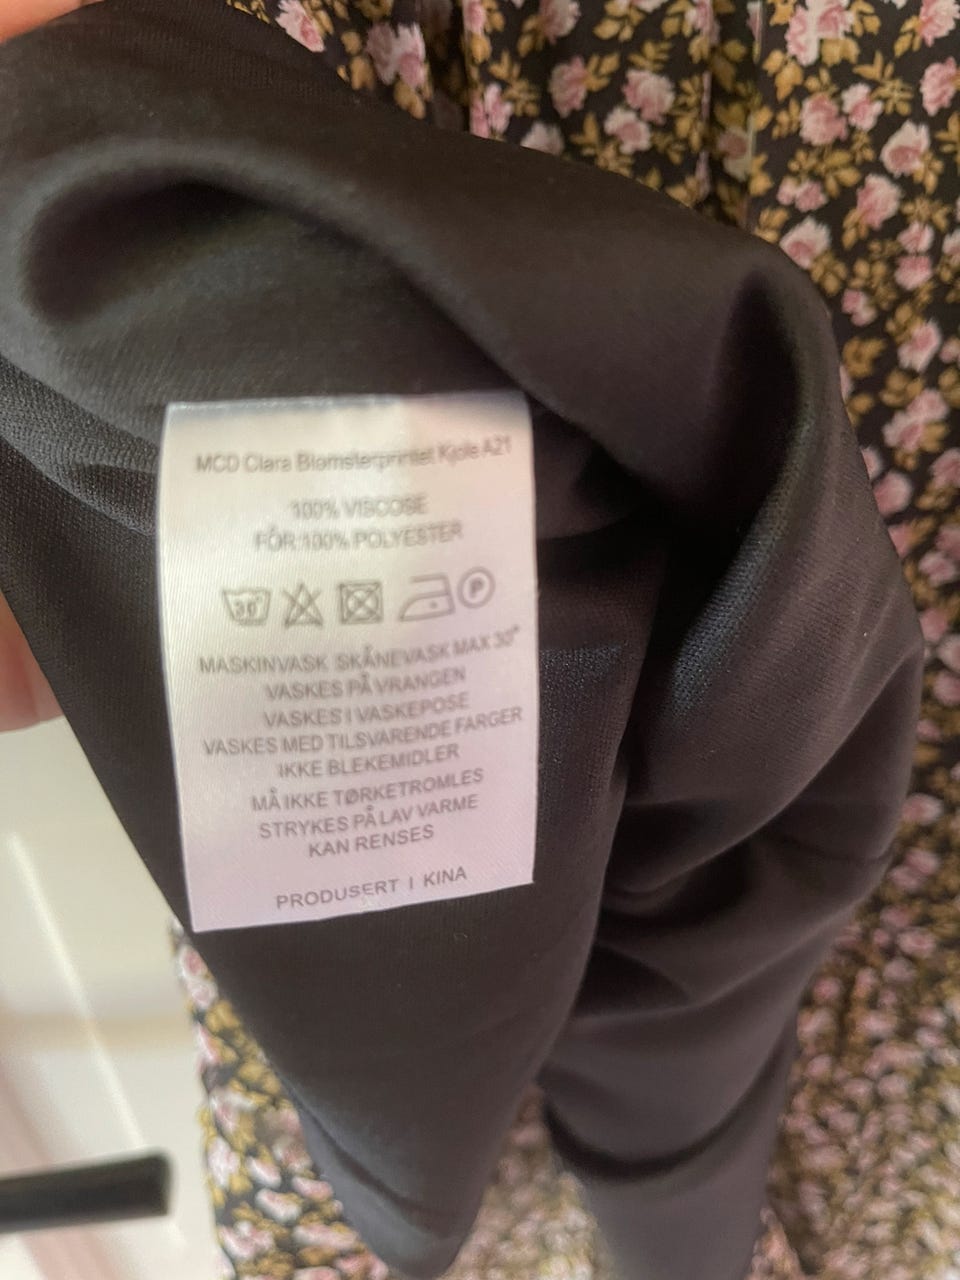 MCD Clara Blomsterprintet Kjole A21
100% VISCOSE
FÔR:100% POLYESTER
30° P
MASKINVASK SKÅNEVASK MAX 30°
VASKES PÅ VRANGEN
VASKES I VASKEPOSE
VASKES MED TILSVARENDE FARGER
IKKE BLEKEMIDLER
MÅ IKKE TØRKETROMLES
STRYKES PÅ LAV VARME
KAN RENSES
PRODUSERT I KINA